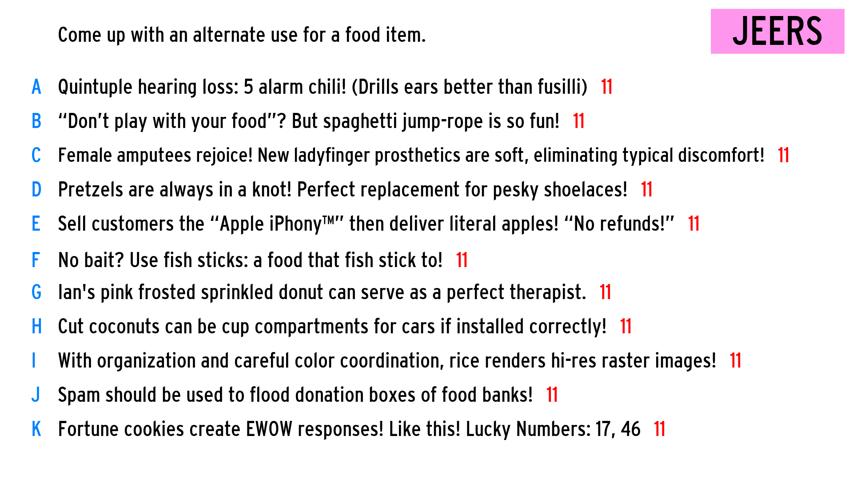 Come up with an alternate use for a food item.
JEERS
A Quintuple hearing loss: 5 alarm chili! (Drills ears better than fusilli) 11
B “Don’t play with your food”? But spaghetti jump-rope is so fun! 11
C Female amputees rejoice! New ladyfinger prosthetics are soft, eliminating typical discomfort! 11
D Pretzels are always in a knot! Perfect replacement for pesky shoelaces! 11
E Sell customers the “Apple iPhony™” then deliver literal apples! “No refunds!” 11
F No bait? Use fish sticks: a food that fish stick to! 11
G Ian's pink frosted sprinkled donut can serve as a perfect therapist. 11
H Cut coconuts can be cup compartments for cars if installed correctly! 11
I With organization and careful color coordination, rice renders hi-res raster images! 11
J Spam should be used to flood donation boxes of food banks! 11
K Fortune cookies create EWOW responses! Like this! Lucky Numbers: 17, 46 11